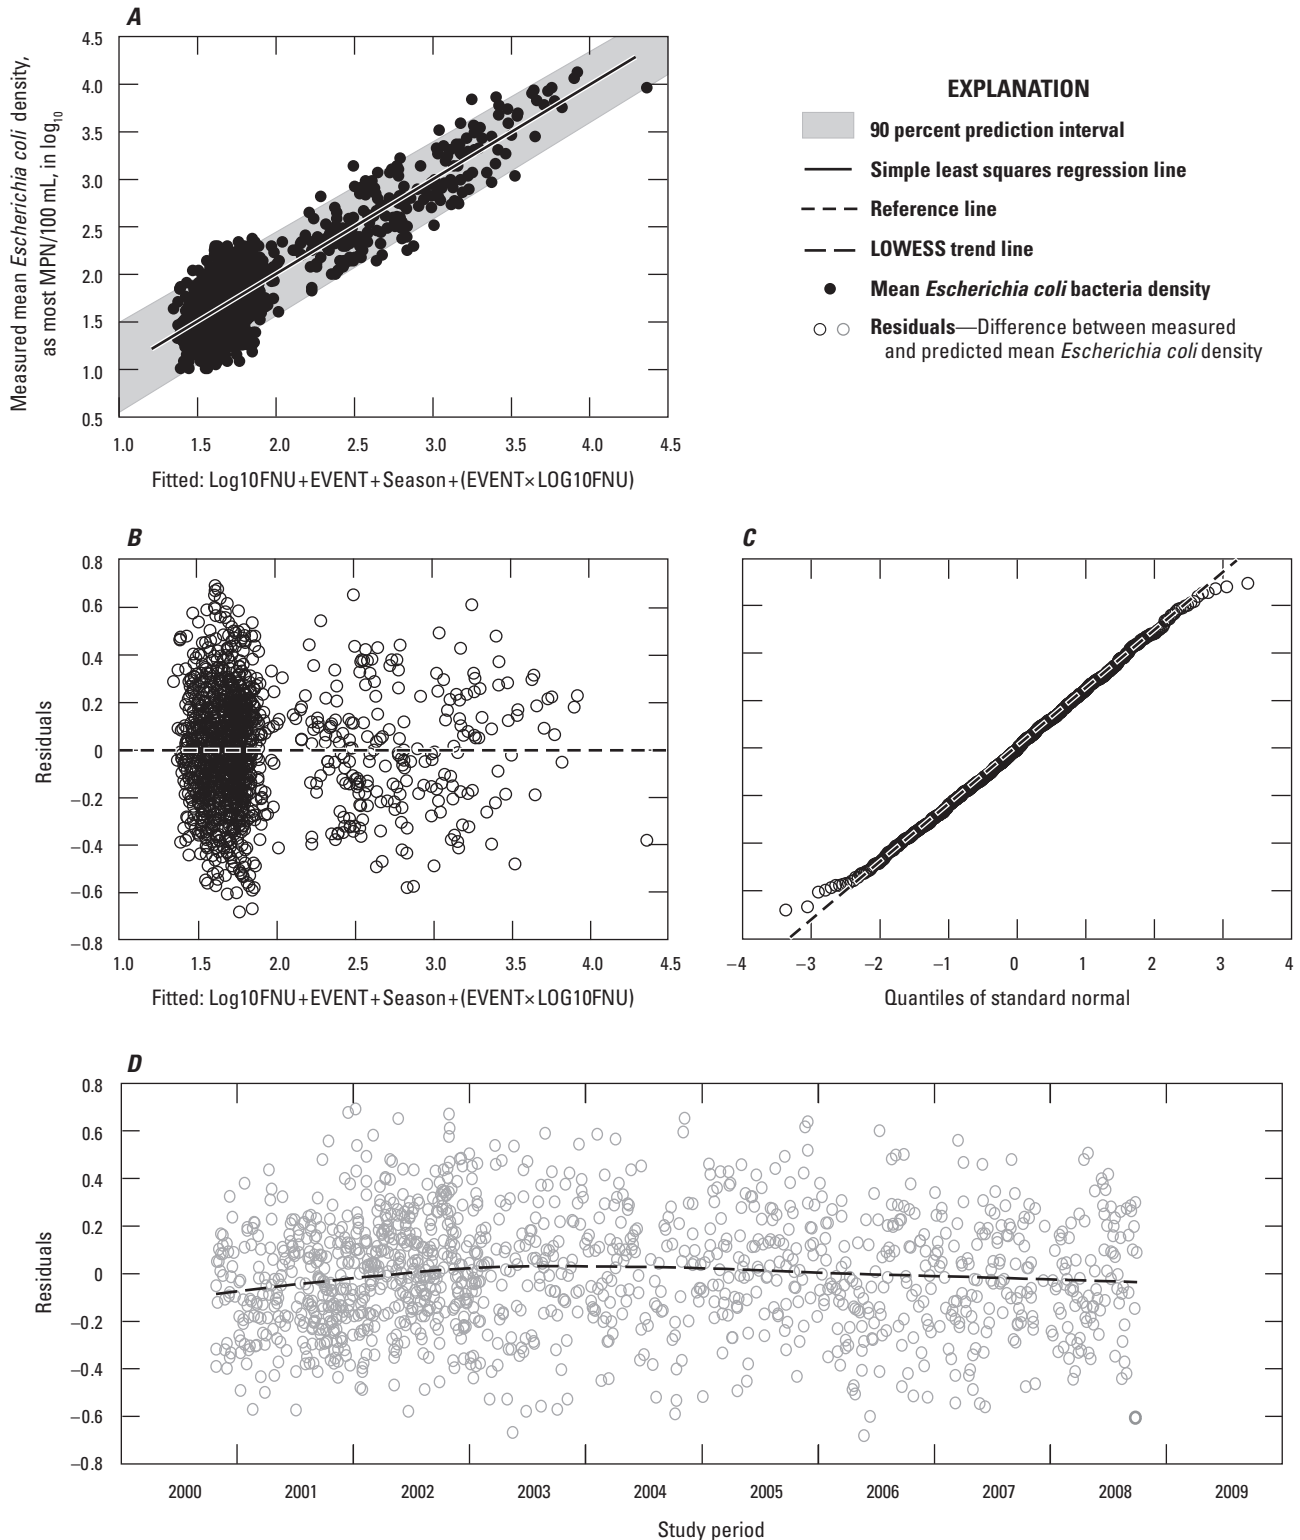 A
4.5
4.0
3.5
3.0
2.5
2.0
1.5
1.0
0.5
Measured mean Escherichia coli density,
as most MPN/100 mL, in log10
1.0 1.5 2.0 2.5 3.0 3.5 4.0 4.5
Fitted: Log10FNU+EVENT+Season+(EVENT×LOG10FNU)
EXPLANATION
90 percent prediction interval
Simple least squares regression line
Reference line
LOWESS trend line
Mean Escherichia coli bacteria density
Residuals—Difference between measured
and predicted mean Escherichia coli density
B
0.8
0.6
0.4
0.2
0
−0.2
−0.4
−0.6
−0.8
Residuals
1.0 1.5 2.0 2.5 3.0 3.5 4.0 4.5
Fitted: Log10FNU+EVENT+Season+(EVENT×LOG10FNU)
C
−4 −3 −2 −1 0 1 2 3 4
Quantiles of standard normal
D
0.8
0.6
0.4
0.2
0
−0.2
−0.4
−0.6
−0.8
Residuals
2000 2001 2002 2003 2004 2005 2006 2007 2008 2009
Study period